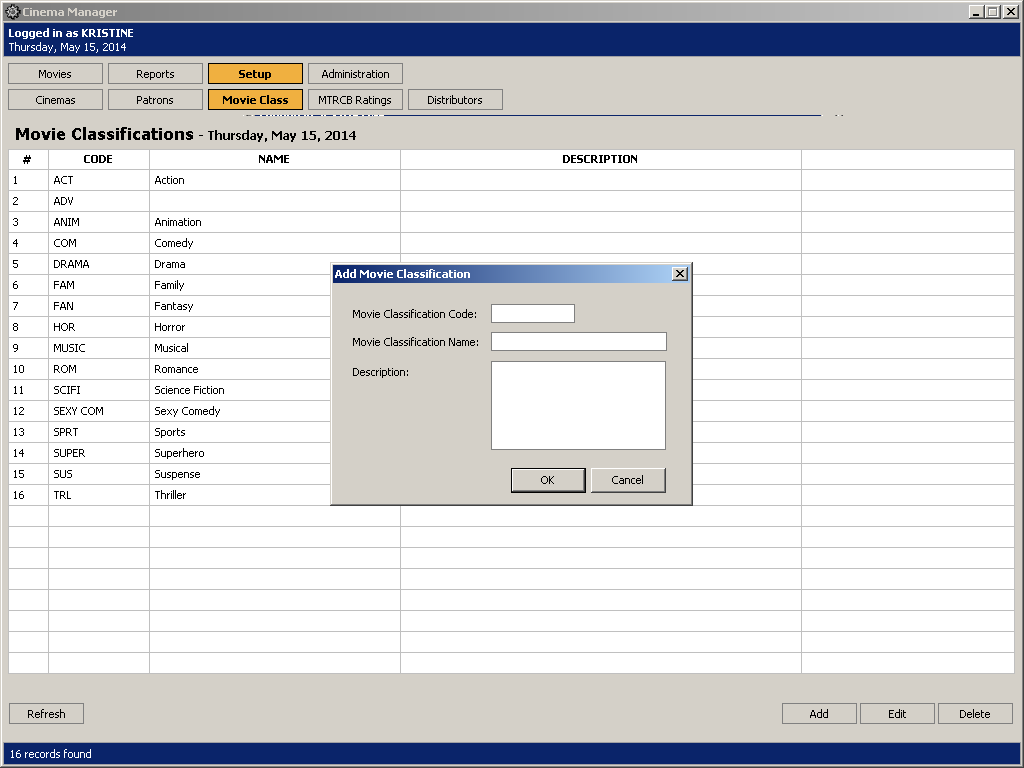 Cinema Manager
Logged in as KRISTINE
Thursday, May 15, 2014
Movies Reports Setup Administration
Cinemas Patrons Movie Class MTRCB Ratings Distributors
Movie Classifications - Thursday, May 15, 2014
# CODE NAME DESCRIPTION
1 ACT Action
2 ADV
3 ANIM Animation
4 COM Comedy
5 DRAMA Drama
6 FAM Family
7 FAN Fantasy
8 HOR Horror
9 MUSIC Musical
10 ROM Romance
11 SCIFI Science Fiction
12 SEXY COM Sexy Comedy
13 SPRT Sports
14 SUPER Superhero
15 SUS Suspense
16 TRL Thriller
Add Movie Classification
Movie Classification Code:
Movie Classification Name:
Description:
OK Cancel
Refresh Add Edit Delete
16 records found